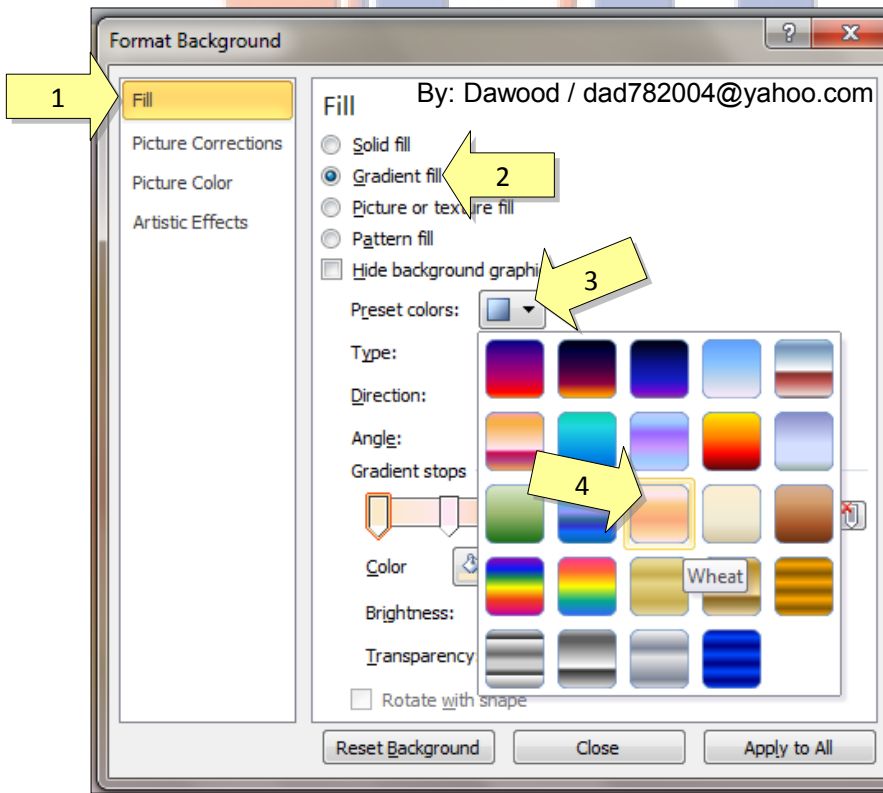 Format Background
?
X
1
Fill
Picture Corrections
Picture Color
Artistic Effects
Fill
By: Dawood / dad782004@yahoo.com
Solid fill
Gradient fill
2
Picture or texture fill
Pattern fill
Hide background graphi
3
Preset colors:
Type:
Direction:
Angle:
Gradient stops
4
Color
Wheat
Brightness:
Transparency
Rotate with shape
Reset Background
Close
Apply to All